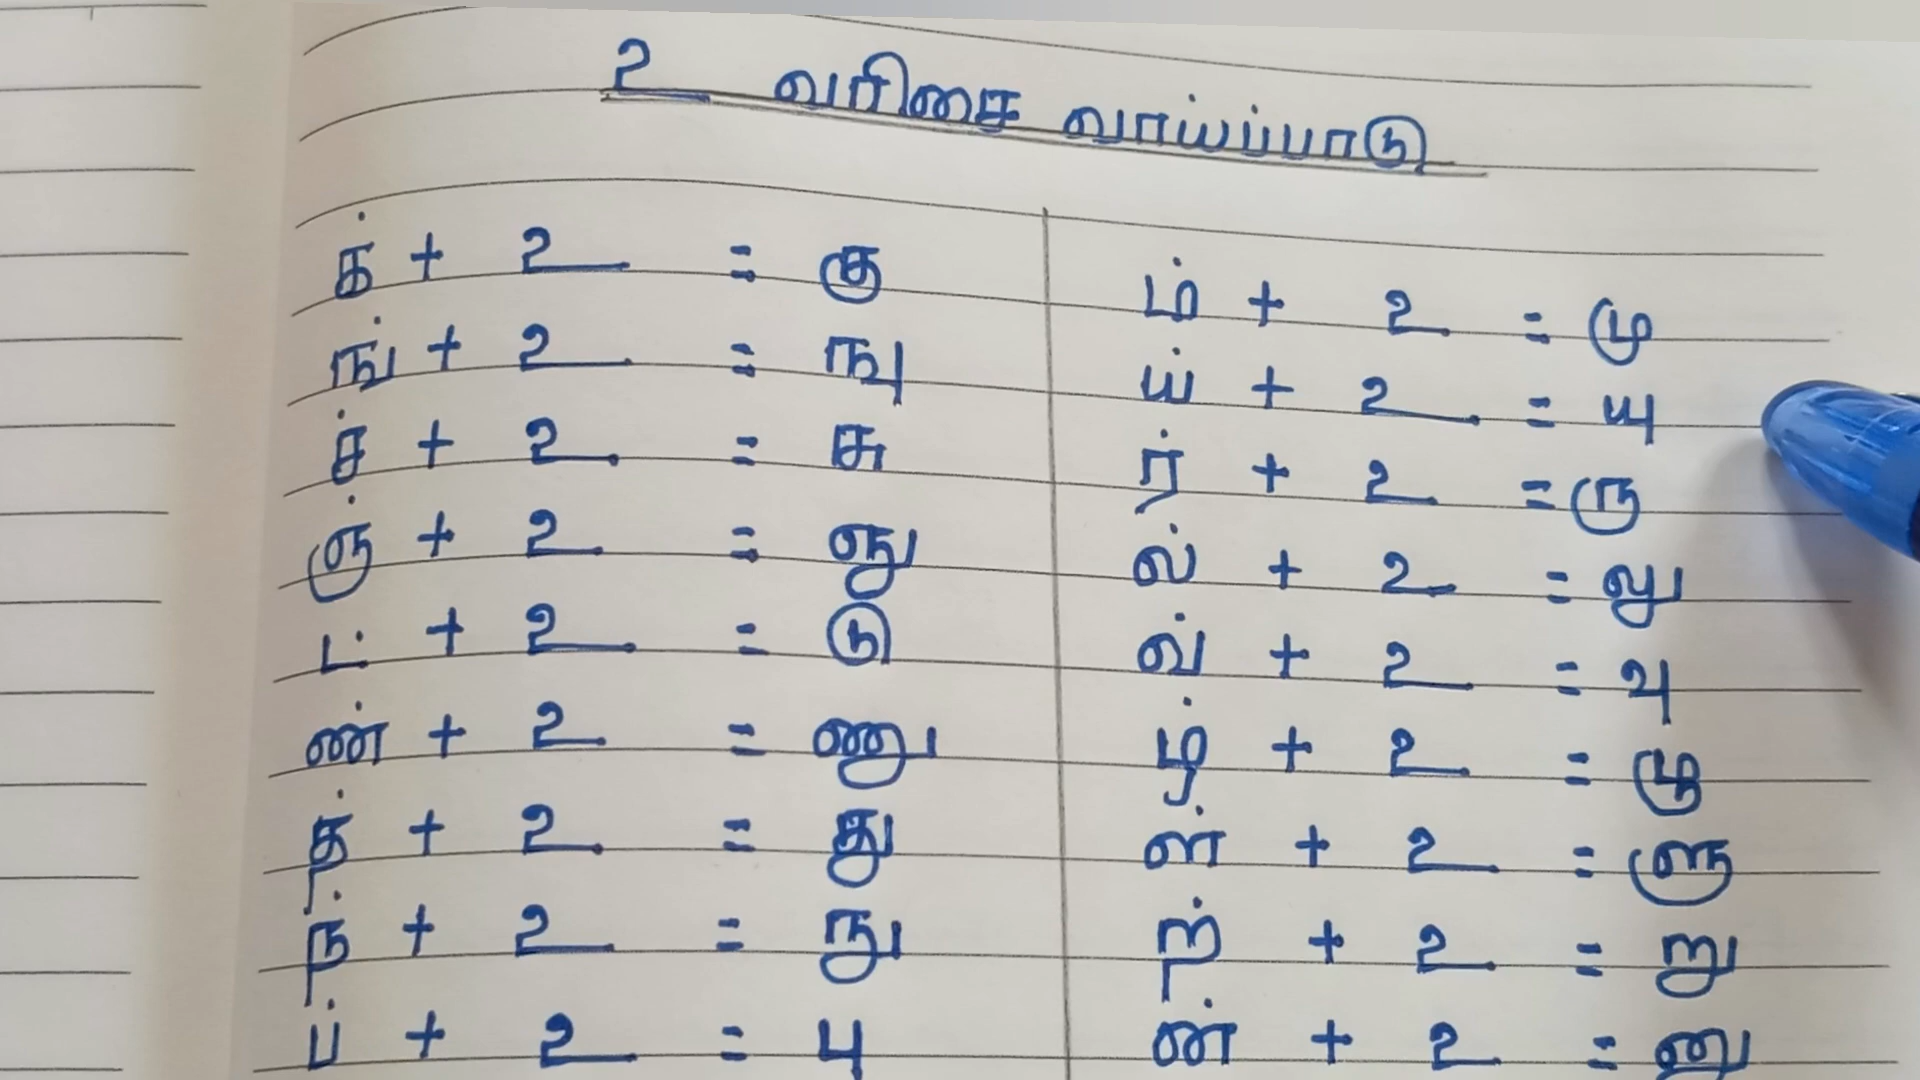 உ வரிசை வாய்ப்பாடு
க் + உ = கு
ங் + உ = ஙு
ச் + உ = சு
ஞ் + உ = ஞு
ட் + உ = டு
ண் + உ = ணு
த் + உ = து
ந் + உ = நு
ப் + உ = பு
ம் + உ = மு
ய் + உ = யு
ர் + உ = ரு
ல் + உ = லு
வ் + உ = வு
ழ் + உ = ழு
ள் + உ = ளு
ற் + உ = று
ன் + உ = னு